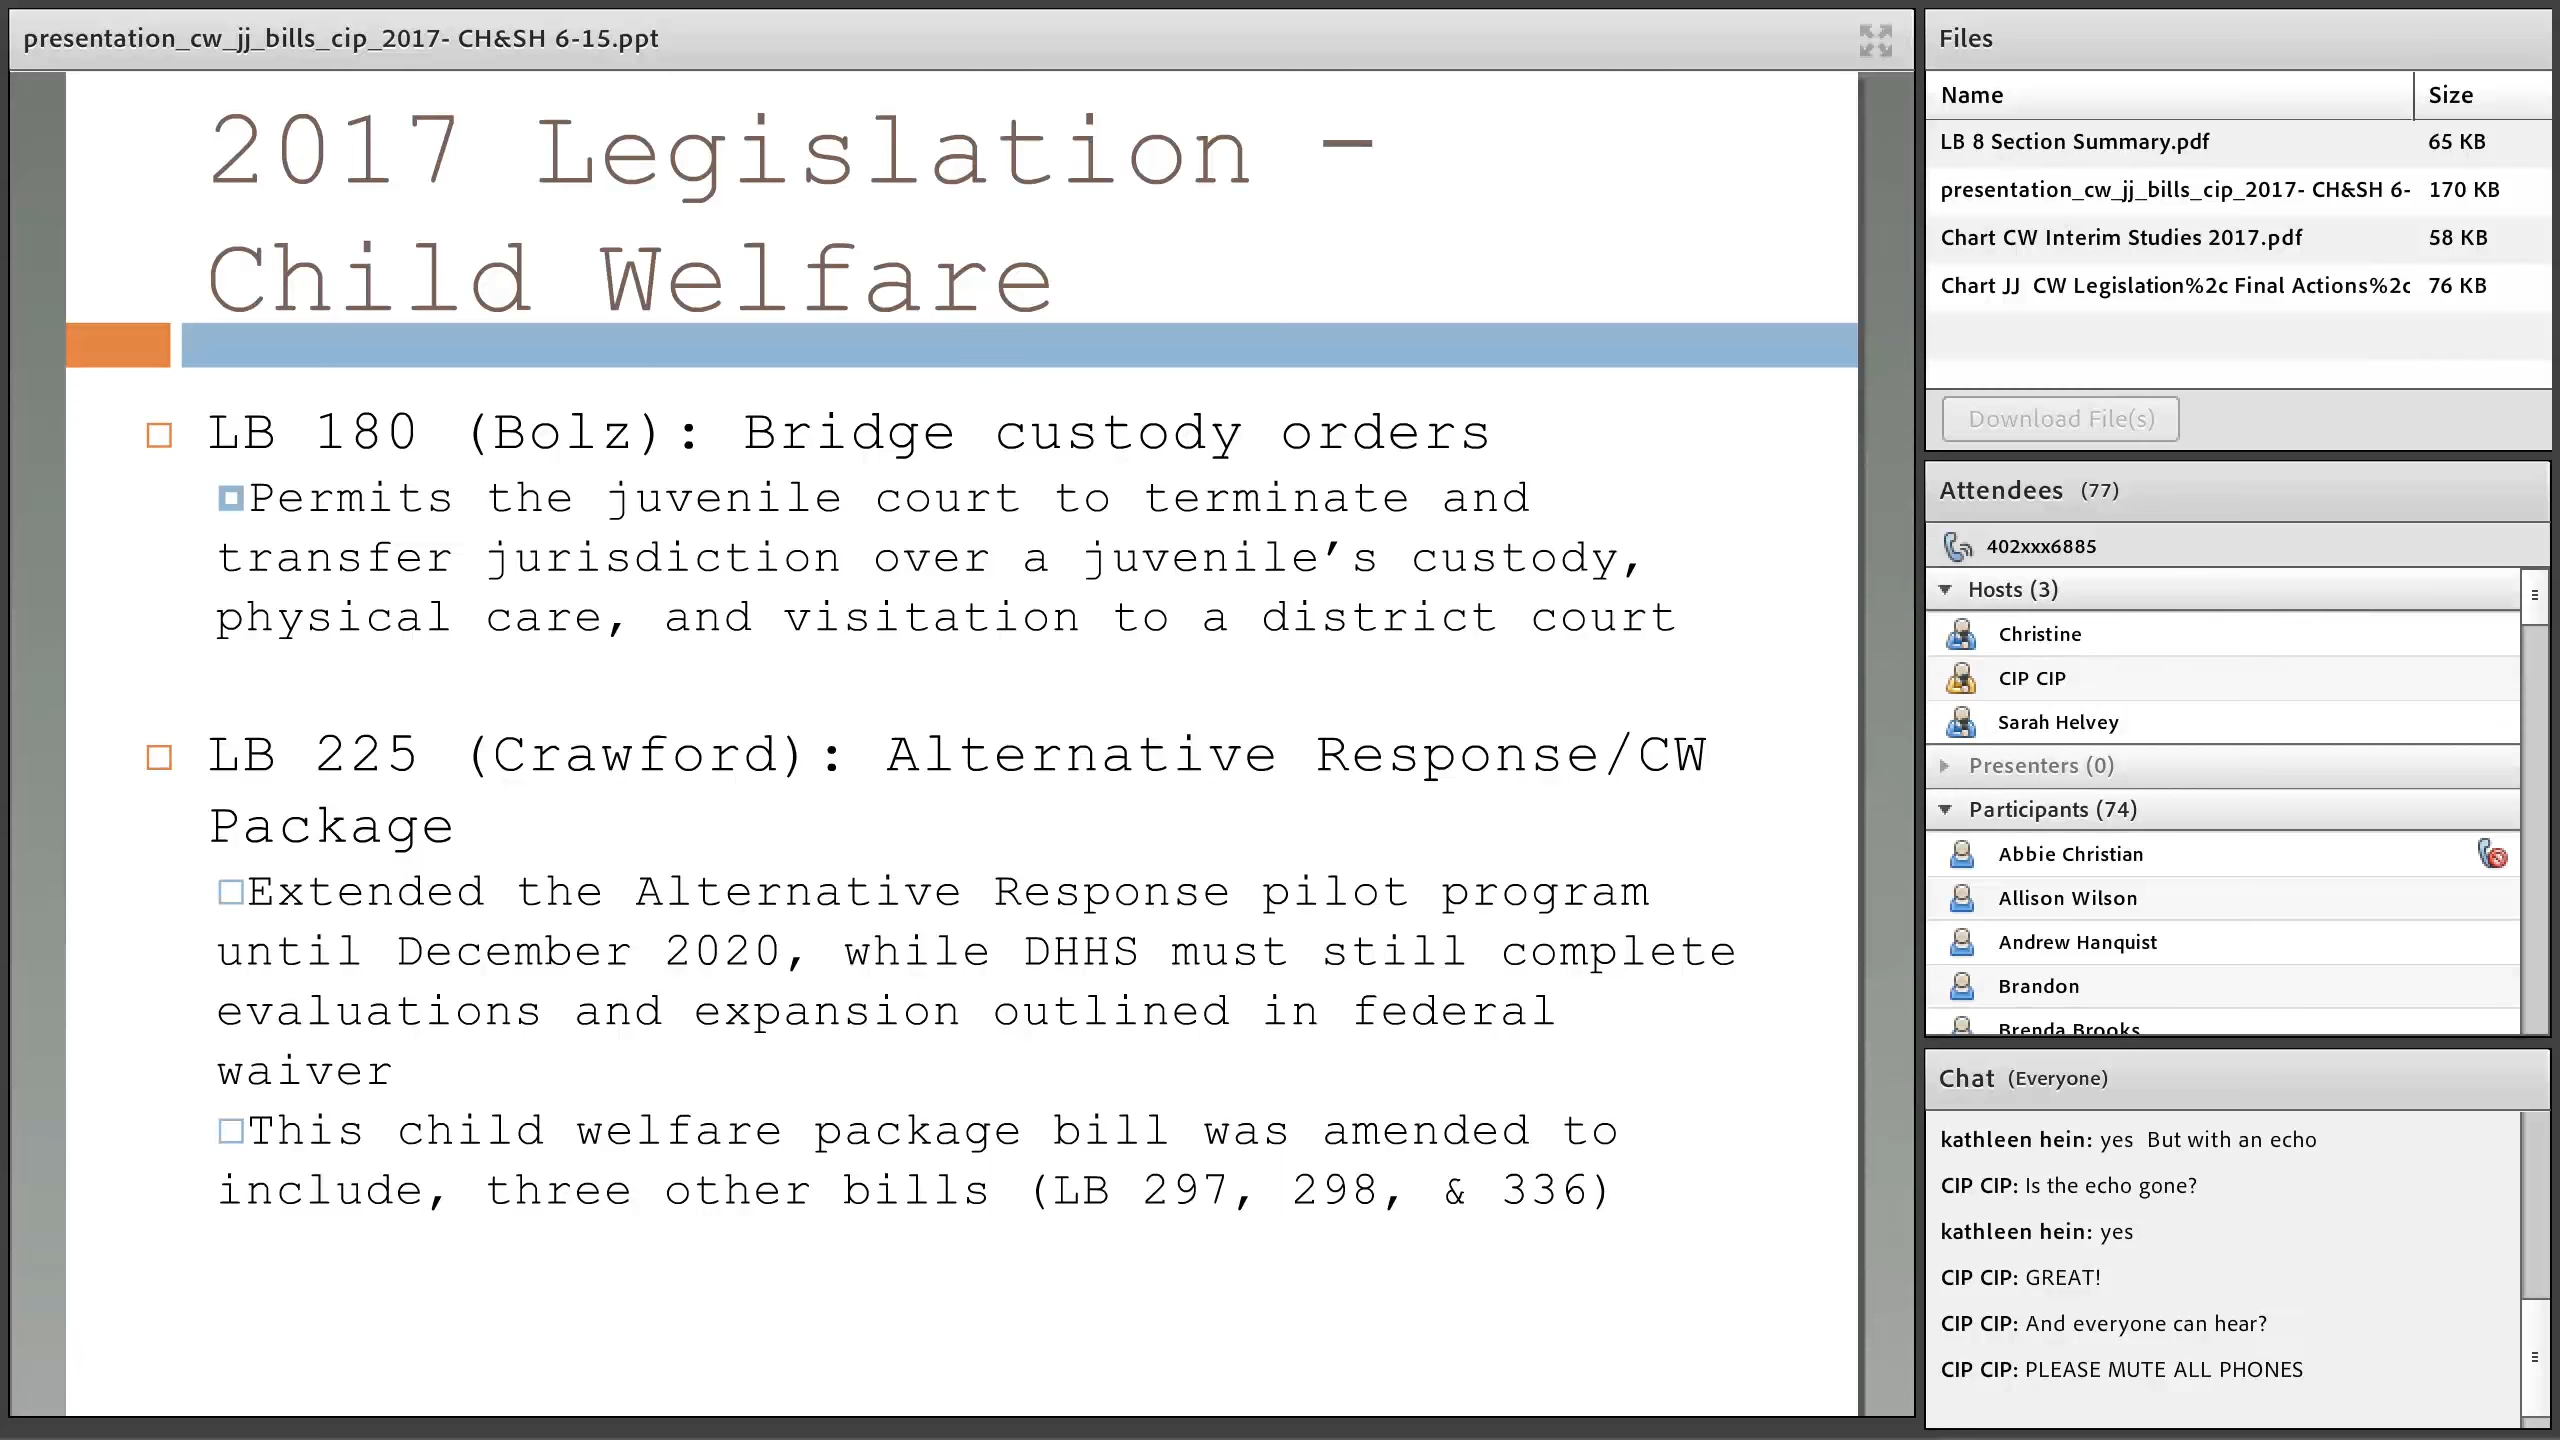 presentation_cw_jj_bills_cip_2017- CH&SH 6-15.ppt
2017 Legislation –
Child Welfare
LB 180 (Bolz): Bridge custody orders
Permits the juvenile court to terminate and
transfer jurisdiction over a juvenile’s custody,
physical care, and visitation to a district court
LB 225 (Crawford): Alternative Response/CW
Package
Extended the Alternative Response pilot program
until December 2020, while DHHS must still complete
evaluations and expansion outlined in federal
waiver
This child welfare package bill was amended to
include, three other bills (LB 297, 298, & 336)
Files
Name Size
LB 8 Section Summary.pdf 65 KB
presentation_cw_jj_bills_cip_2017- CH&SH 6- 170 KB
Chart CW Interim Studies 2017.pdf 58 KB
Chart JJ  CW Legislation%2c Final Actions%2c 76 KB
Download File(s)
Attendees (77)
402xxx6885
Hosts (3)
Christine
CIP CIP
Sarah Helvey
Presenters (0)
Participants (74)
Abbie Christian
Allison Wilson
Andrew Hanquist
Brandon
Brenda Brooks
Chat (Everyone)
kathleen hein: yes  But with an echo
CIP CIP: Is the echo gone?
kathleen hein: yes
CIP CIP: GREAT!
CIP CIP: And everyone can hear?
CIP CIP: PLEASE MUTE ALL PHONES